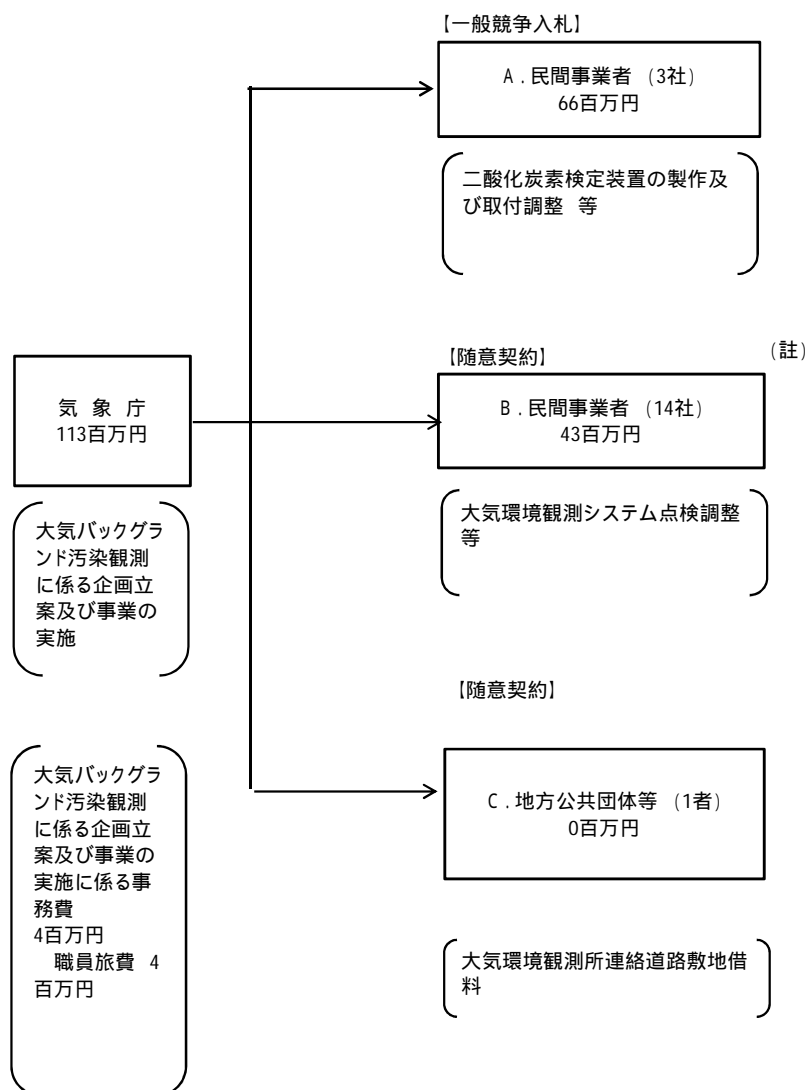 【一般競争入札】
A．民間事業者 (3社)
66百万円
二酸化炭素検定装置の製作及
び取付調整 等
【随意契約】
(註)
B．民間事業者 (14社)
43百万円
大気環境観測システム点検調整
等
気 象 庁
113百万円
大気バックグラ
ンド汚染観測
に係る企画立
案及び事業の
実施
【随意契約】
C．地方公共団体等 (1者)
0百万円
大気環境観測所連絡道路敷地借
料
大気バックグラ
ンド汚染観測
に係る企画立
案及び事業の
実施に係る事
務費
4百万円
職員旅費 4
百万円